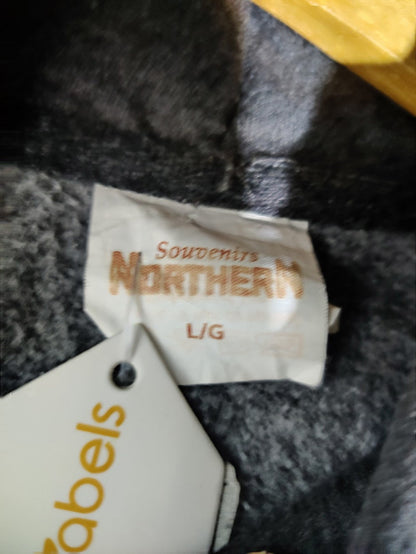 Souvenirs
NORTHERN
L/G
abels